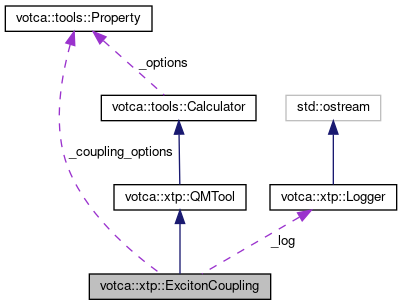 votca::tools::Property
_options
votca::tools::Calculator
std::ostream
_coupling_options
votca::xtp::QMTool
votca::xtp::Logger
_log
votca::xtp::ExcitonCoupling